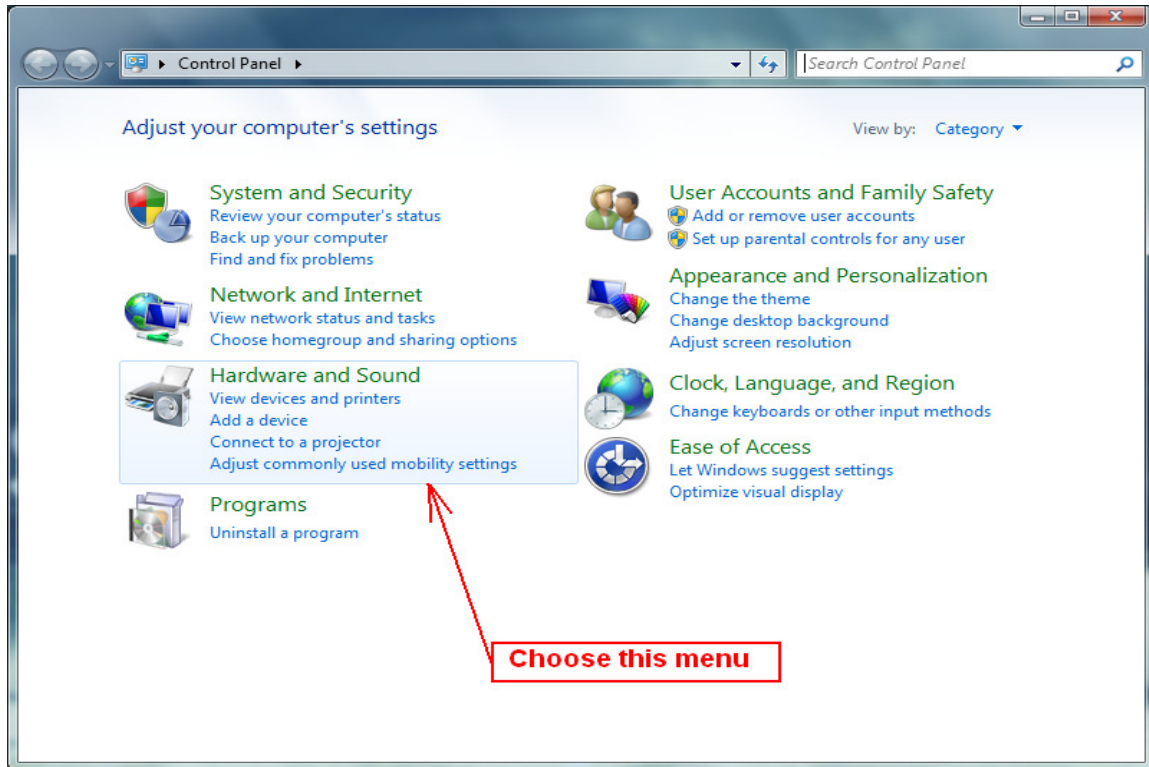 Control Panel
Search Control Panel
Adjust your computer's settings
View by: Category
System and Security
Review your computer's status
Back up your computer
Find and fix problems
Network and Internet
View network status and tasks
Choose homegroup and sharing options
Hardware and Sound
View devices and printers
Add a device
Connect to a projector
Adjust commonly used mobility settings
Programs
Uninstall a program
User Accounts and Family Safety
Add or remove user accounts
Set up parental controls for any user
Appearance and Personalization
Change the theme
Change desktop background
Adjust screen resolution
Clock, Language, and Region
Change keyboards or other input methods
Ease of Access
Let Windows suggest settings
Optimize visual display
Choose this menu